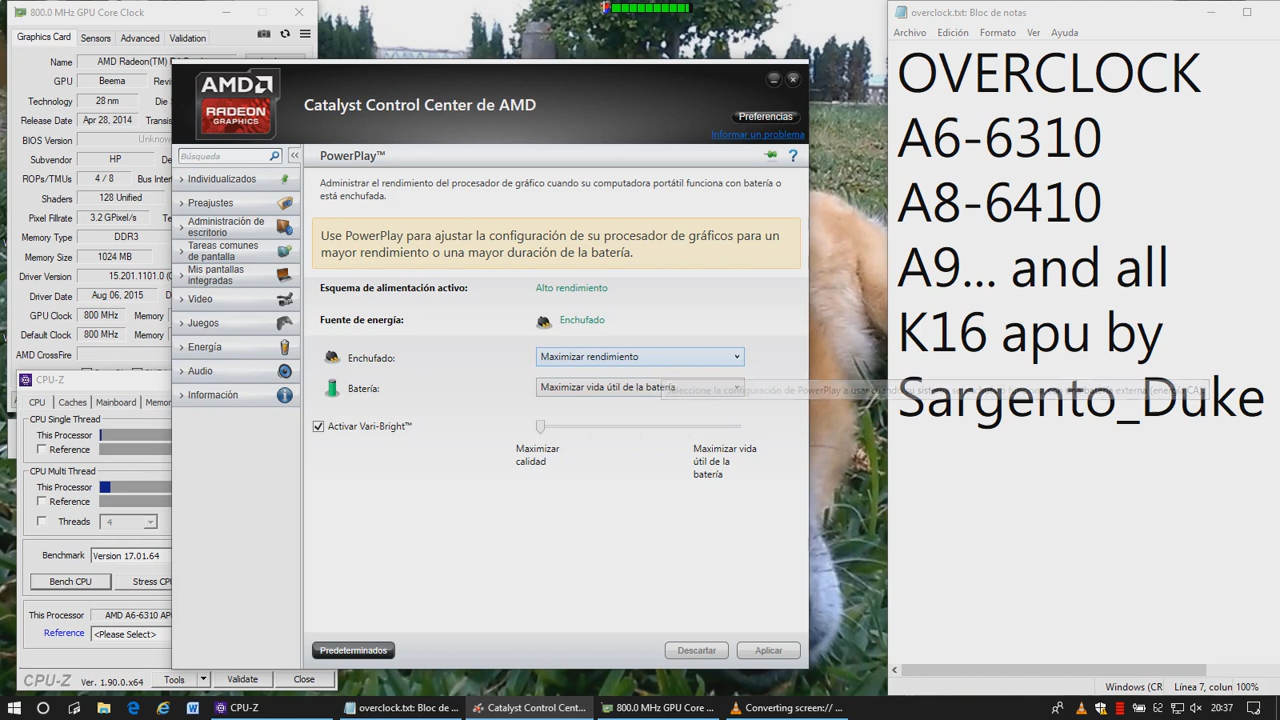 800.0 MHz GPU Core Clock
Graphics Card
Sensors
Advanced
Validation
Name
GPU
Beema
Technology
28 nm
Release Date
Apr 28, 2014
BIOS Version
Unknown
Subvendor
HP
ROPs/TMUs
4 / 8
Shaders
128 Unified
Pixel Fillrate
3.2 GPixel/s
Memory Type
DDR3
Memory Size
1024 MB
Driver Version
15.201.1101.0
Driver Date
Aug 06, 2015
GPU Clock
800 MHz
Memory
Default Clock
800 MHz
Memory
AMD CrossFire
CPU-Z
CPU
Caches
Mainboard
CPU Single Thread
This Processor
Reference
CPU Multi Thread
This Processor
Reference
Threads
4
Benchmark
Version 17.01.64
Bench CPU
This Processor
AMD A6-6310
Reference
<Please Select>
CPU-Z
Ver. 1.90.0.x64
Tools
Validate
Close
AMD
RADEON
GRAPHICS
Catalyst Control Center de AMD
Preferencias
Informar un problema
Búsqueda
Individualizados
Preajustes
Administración de
escritorio
Tareas comunes
de pantalla
Mis pantallas
integradas
Video
Juegos
Energía
Audio
Información
PowerPlay™
Administrar el rendimiento del procesador de gráfico cuando su computadora portátil funciona con batería o
está enchufada.
Use PowerPlay para ajustar la configuración de su procesador de gráficos para un
mayor rendimiento o una mayor duración de la batería.
Esquema de alimentación activo:
Alto rendimiento
Fuente de energía:
Enchufado
Enchufado:
Maximizar rendimiento
Batería:
Maximizar vida útil de la batería
Activar Vari-Bright™
Maximizar
calidad
Maximizar vida
útil de la
batería
Predeterminados
Descartar
Aplicar
overclock.txt: Bloc de notas
Archivo
Edición
Formato
Ver
Ayuda
OVERCLOCK
A6-6310
A8-6410
A9... and all
K16 apu by
Sargento_Duke
Windows (CR
Línea 7, colun
100%
CPU-Z
overclock.txt: Bloc de ...
Catalyst Control Cent...
800.0 MHz GPU Core ...
Converting screen:// ...
62
20:37